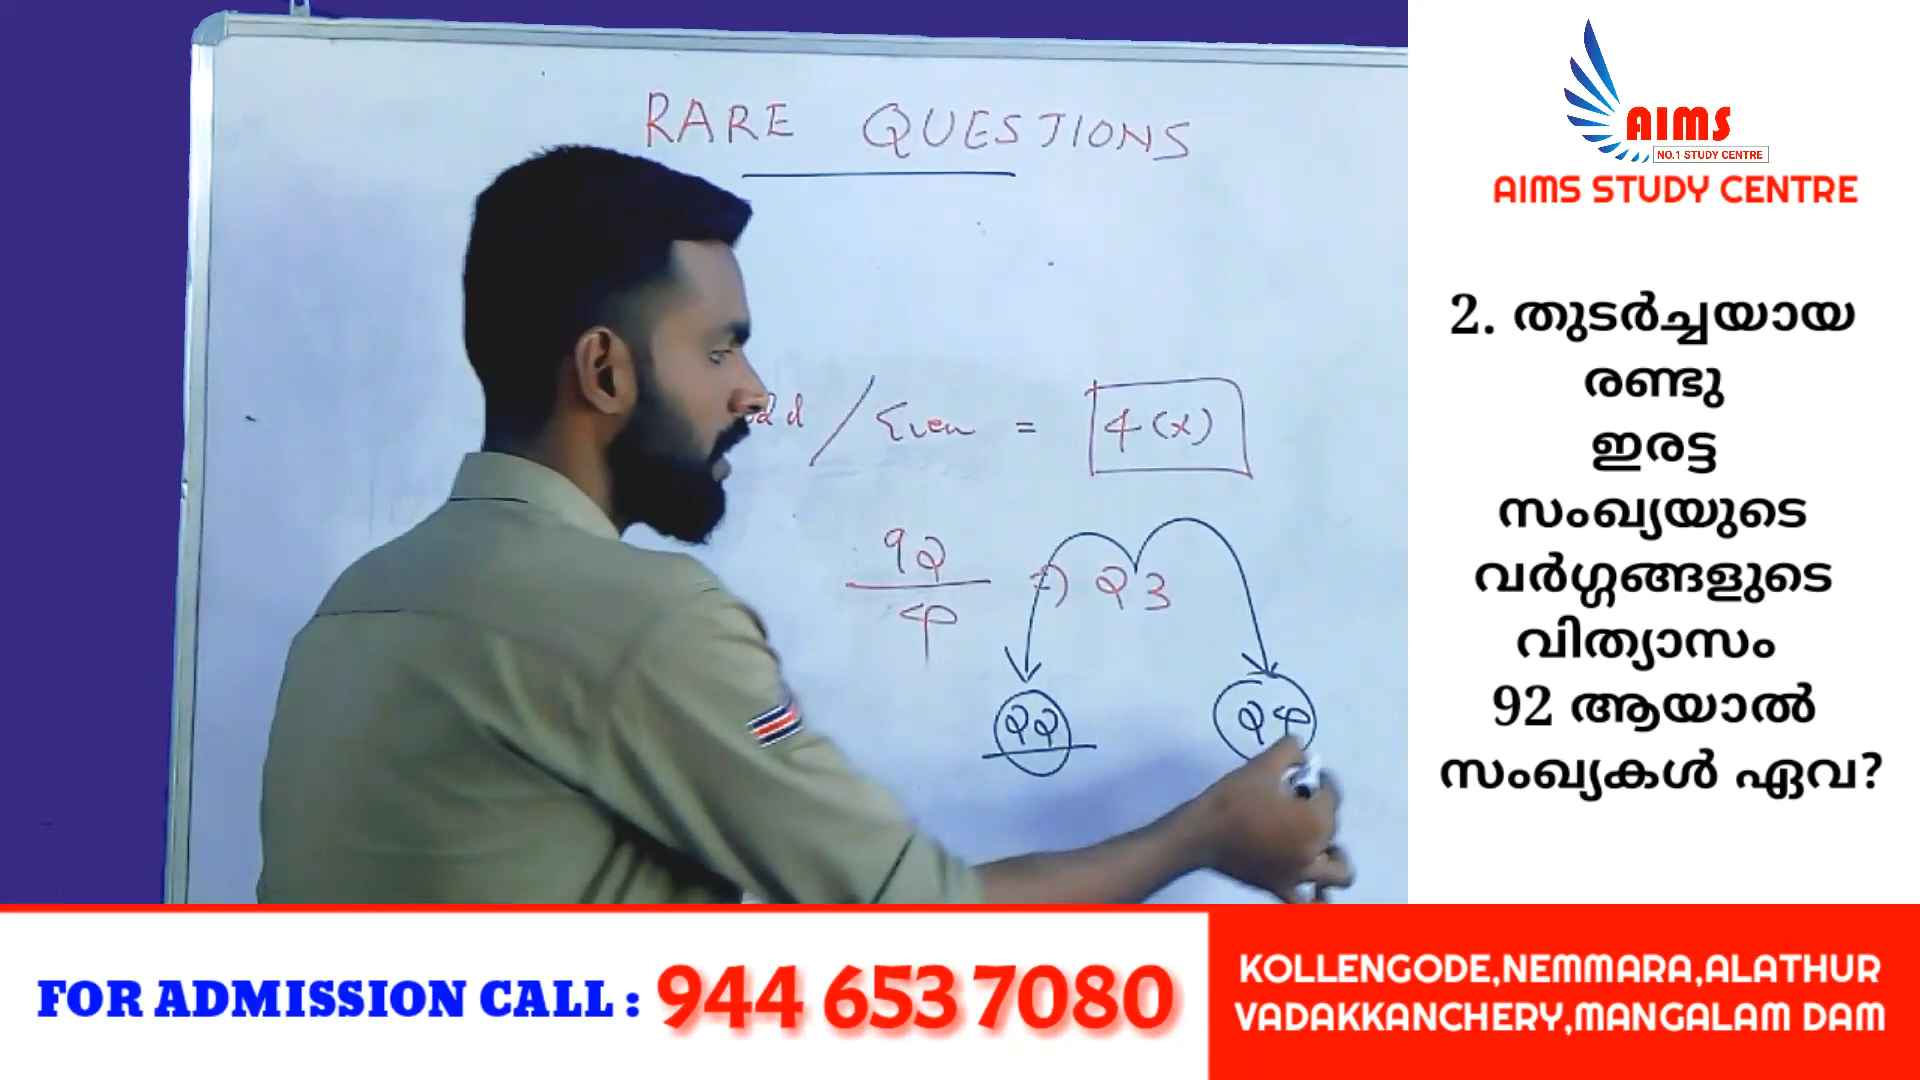 RARE QUESTIONS
odd / Even = 4(x)
92
4
⇒ 23
22
24
AIMS
NO.1 STUDY CENTRE
AIMS STUDY CENTRE
2. തുടർച്ചയായ
രണ്ടു
ഇരട്ട
സംഖ്യയുടെ
വർഗ്ഗങ്ങളുടെ
വിത്യാസം
92 ആയാൽ
സംഖ്യകൾ ഏവ?
FOR ADMISSION CALL : 944 653 7080
KOLLENGODE,NEMMARA,ALATHUR
VADAKKANCHERY,MANGALAM DAM